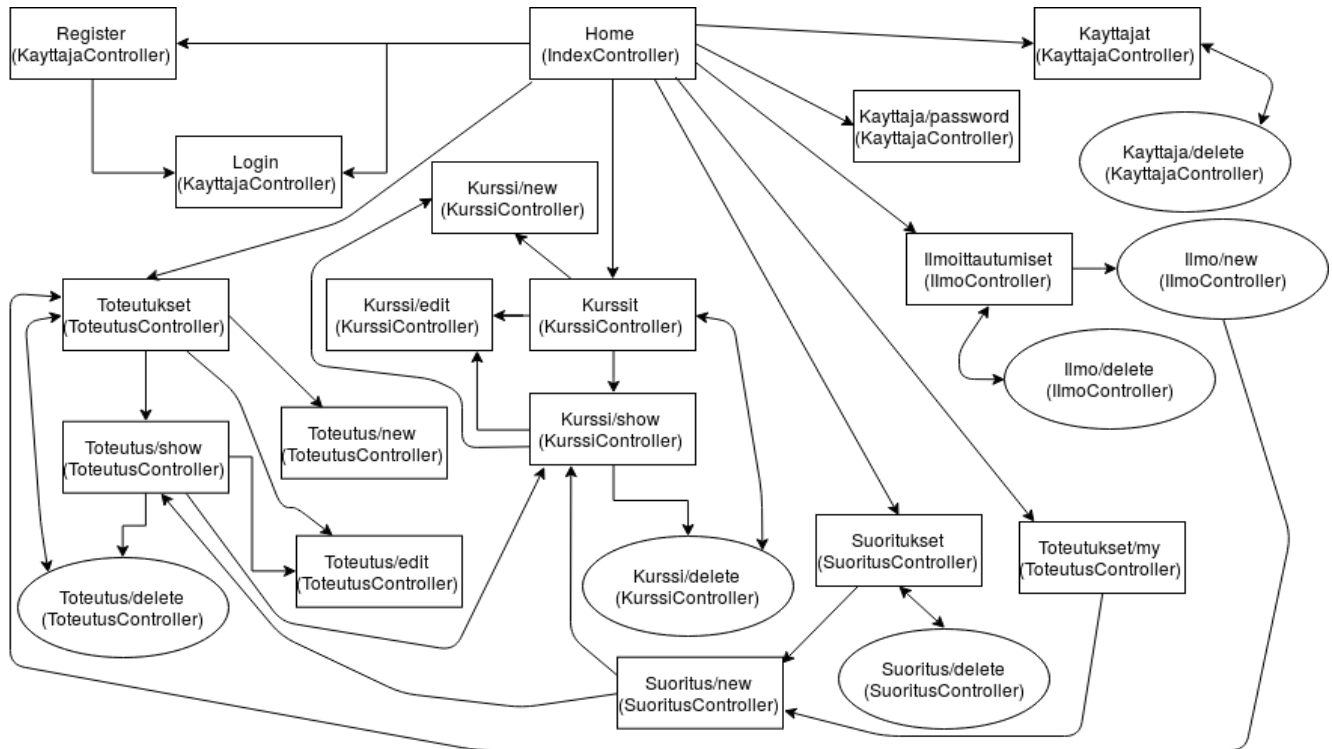 Register
(KayttajaController)
Home
(IndexController)
Kayttajat
(KayttajaController)
Kayttaja/password
(KayttajaController)
Login
(KayttajaController)
Kayttaja/delete
(KayttajaController)
Kurssi/new
(KurssiController)
Ilmoittautumiset
(IlmoController)
Ilmo/new
(IlmoController)
Toteutukset
(ToteutusController)
Kurssi/edit
(KurssiController)
Kurssit
(KurssiController)
Ilmo/delete
(IlmoController)
Toteutus/new
(ToteutusController)
Kurssi/show
(KurssiController)
Toteutus/show
(ToteutusController)
Suoritukset
(SuoritusController)
Toteutukset/my
(ToteutusController)
Toteutus/edit
(ToteutusController)
Kurssi/delete
(KurssiController)
Toteutus/delete
(ToteutusController)
Suoritus/new
(SuoritusController)
Suoritus/delete
(SuoritusController)